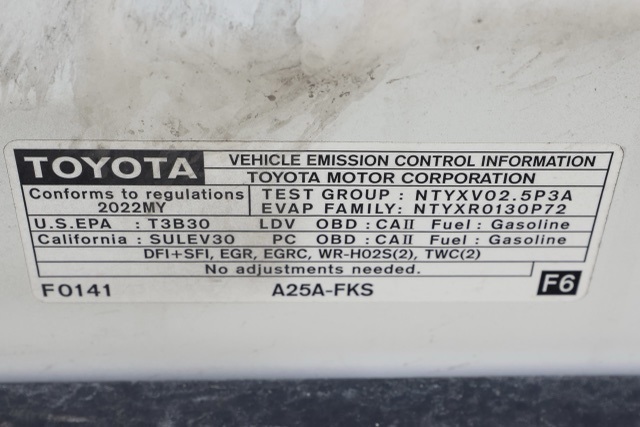 TOYOTA VEHICLE EMISSION CONTROL INFORMATION
TOYOTA MOTOR CORPORATION
Conforms to regulations
2022MY
TEST GROUP : NTYXV02.5P3A
EVAP FAMILY: NTYXR0130P72
U.S.EPA : T3B30 LDV OBD : CAII Fuel : Gasoline
California : SULEV30 PC OBD : CAII Fuel : Gasoline
DFI+SFI, EGR, EGRC, WR-HO2S(2), TWC(2)
No adjustments needed.
F0141 A25A-FKS F6